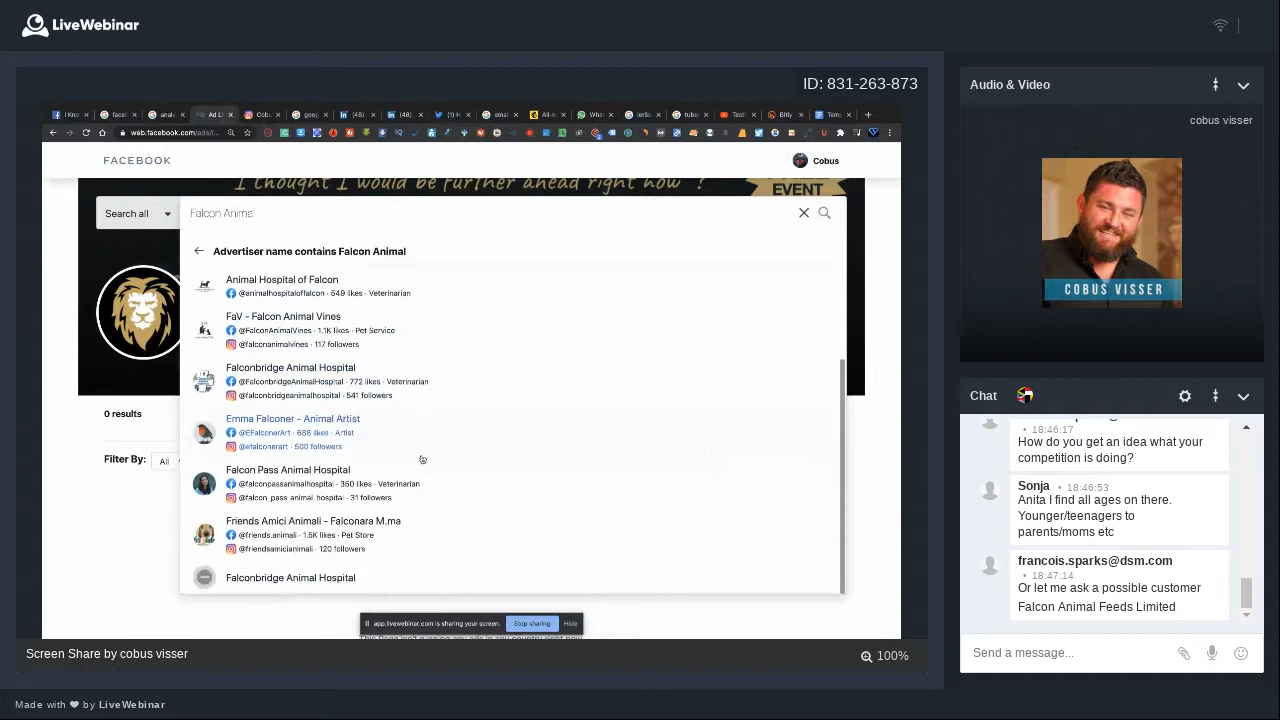 LiveWebinar
ID: 831-263-873
web.facebook.com/ads/l...
FACEBOOK
Cobus
I thought I would be further ahead right now ?
EVENT
Search all
Falcon Anima
Advertiser name contains Falcon Animal
Animal Hospital of Falcon
@animalhospitaloffalcon · 649 likes · Veterinarian
FaV - Falcon Animal Vines
@FalconAnimalVines · 1.1K likes · Pet Service
@falconanimalvines · 117 followers
Falconbridge Animal Hospital
@FalconbridgeAnimalHospital · 772 likes · Veterinarian
@falconbridgeanimalhospital · 541 followers
0 results
Emma Falconer - Animal Artist
@EFalconerArt · 688 likes · Artist
@efalconerart · 500 followers
Filter By:
All
Falcon Pass Animal Hospital
@falconpassanimalhospital · 350 likes · Veterinarian
@falcon_pass_animal_hospital · 31 followers
Friends Amici Animali - Falconara M.ma
@friends.animali · 1.5K likes · Pet Store
@friendsamicianimali · 120 followers
Falconbridge Animal Hospital
app.livewebinar.com is sharing your screen.
Stop sharing
Hide
Screen Share by cobus visser
100%
Audio & Video
cobus visser
COBUS VISSER
Chat
• 18:46:17
How do you get an idea what your
competition is doing?
Sonja • 18:46:53
Anita I find all ages on there.
Younger/teenagers to
parents/moms etc
francois.sparks@dsm.com
• 18:47:14
Or let me ask a possible customer
Falcon Animal Feeds Limited
Send a message...
Made with ❤ by LiveWebinar